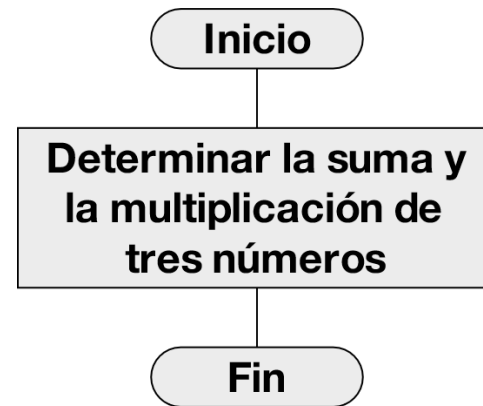 Inicio
Determinar la suma y
la multiplicación de
tres números
Fin